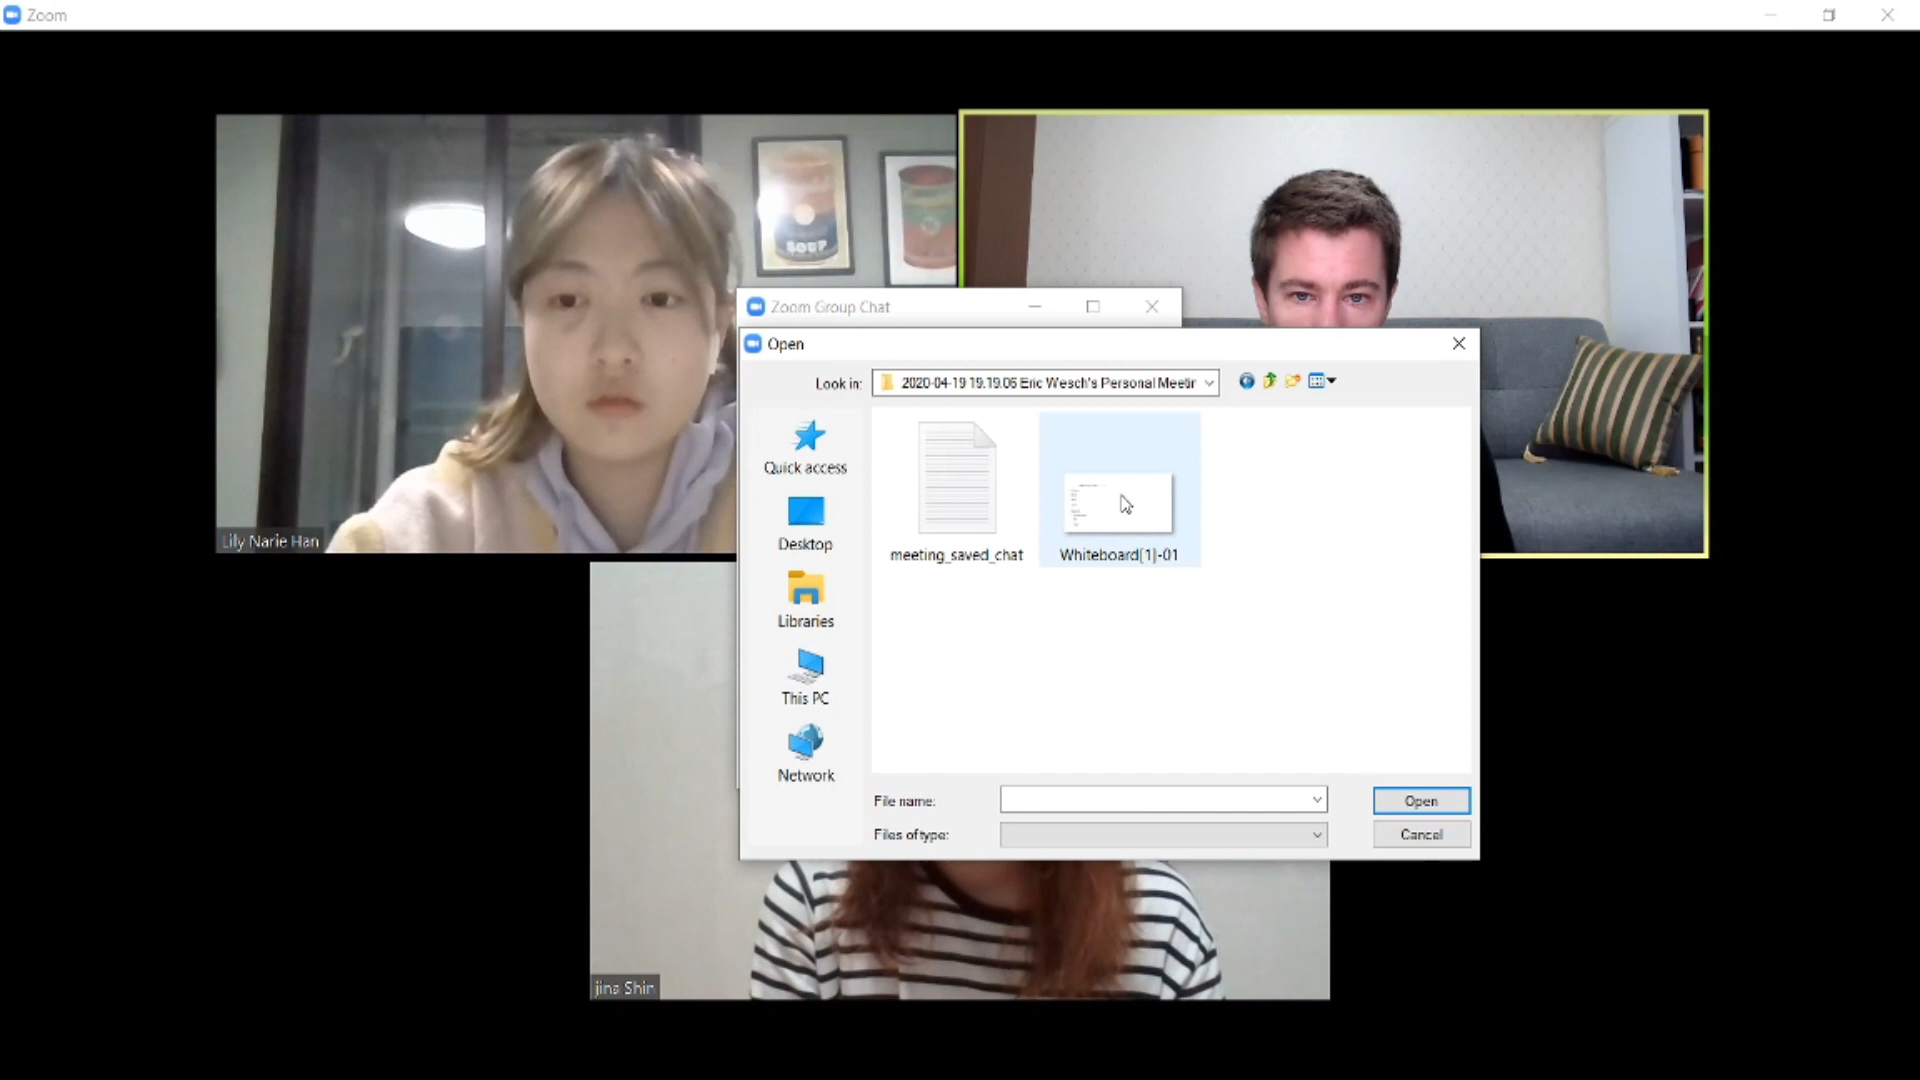 Zoom
SOUP
Lily Narie Han
Zoom Group Chat
Open
Look in:
2020-04-19 19.19.06 Eric Wesch's Personal Meetir
Quick access
Desktop
Libraries
This PC
Network
meeting_saved_chat
Whiteboard[1]-01
File name:
Open
Files of type:
Cancel
jina Shin